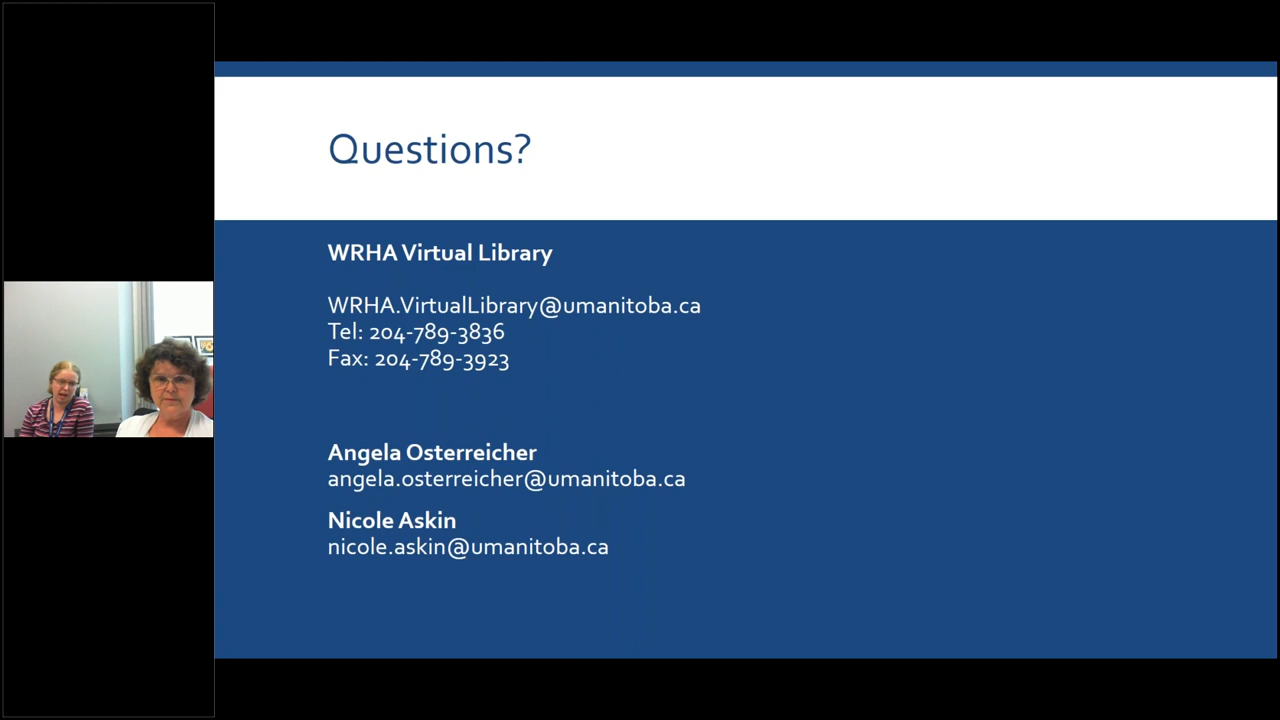 Questions?
WRHA Virtual Library
WRHA.VirtualLibrary@umanitoba.ca
Tel: 204-789-3836
Fax: 204-789-3923
Angela Osterreicher
angela.osterreicher@umanitoba.ca
Nicole Askin
nicole.askin@umanitoba.ca